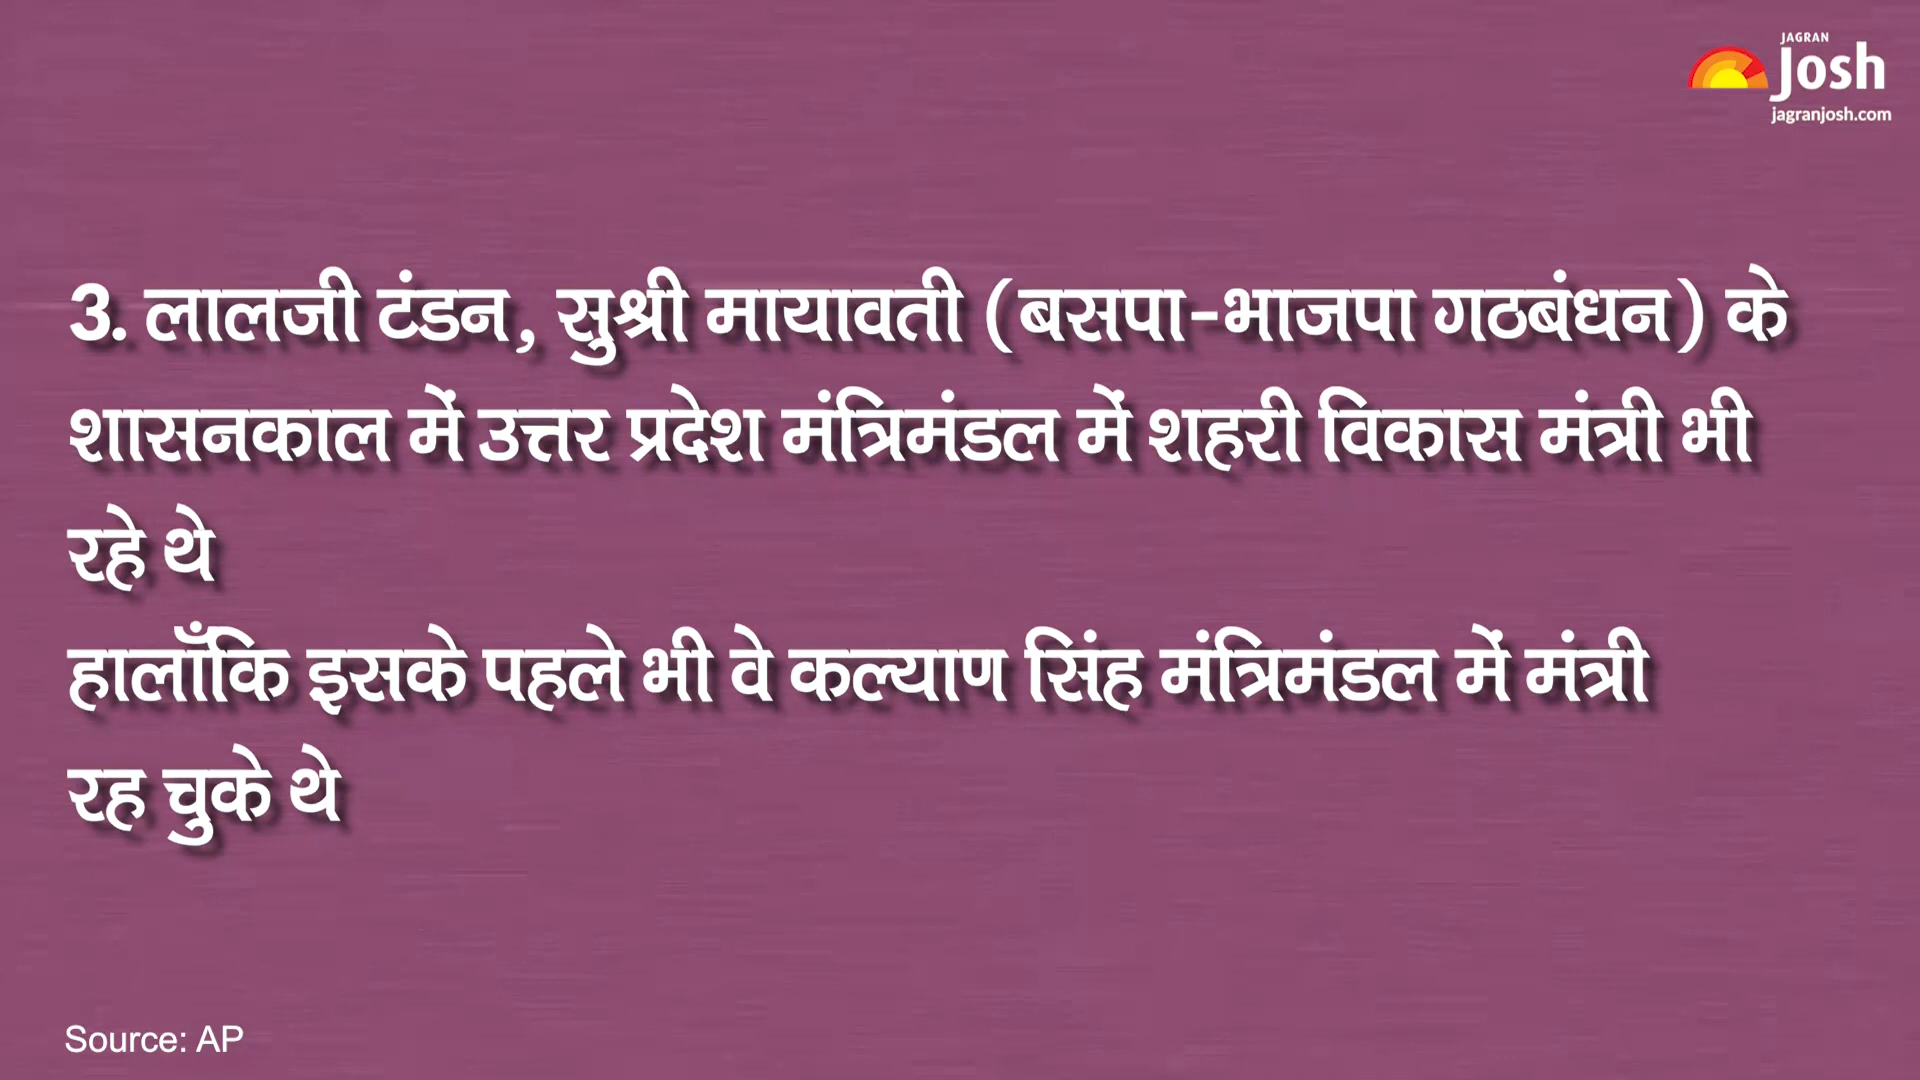 JAGRAN
Josh
jagranjosh.com
3. लालजी टंडन, सुश्री मायावती (बसपा-भाजपा गठबंधन) के
शासनकाल में उत्तर प्रदेश मंत्रिमंडल में शहरी विकास मंत्री भी
रहे थे
हालाँकि इसके पहले भी वे कल्याण सिंह मंत्रिमंडल में मंत्री
रह चुके थे
Source: AP